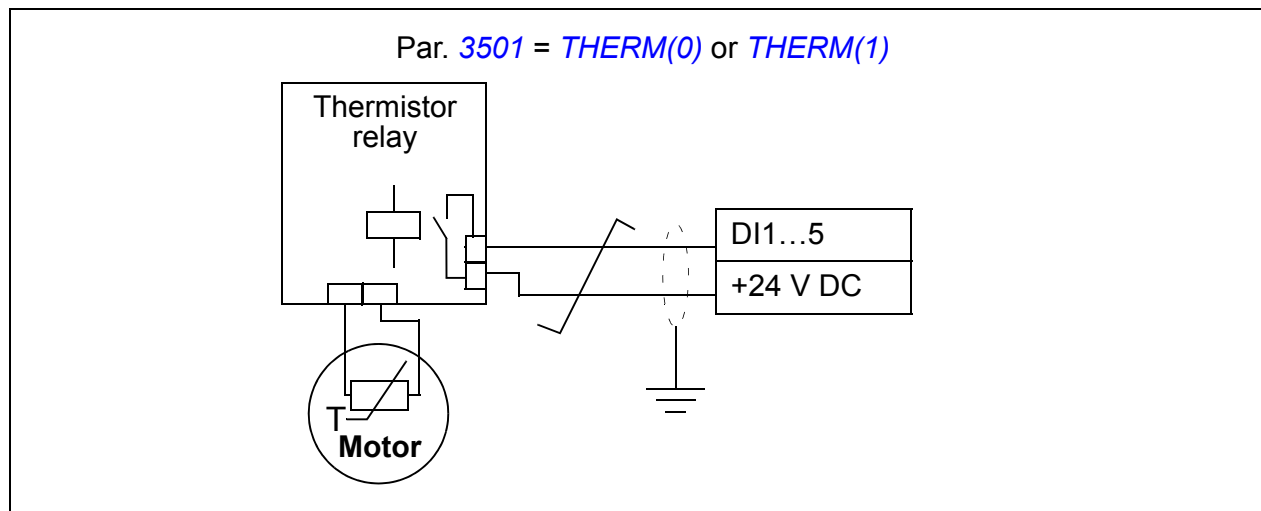 Par. 3501 = THERM(0) or THERM(1)
Thermistor
relay
DI1…5
+24 V DC
T
Motor